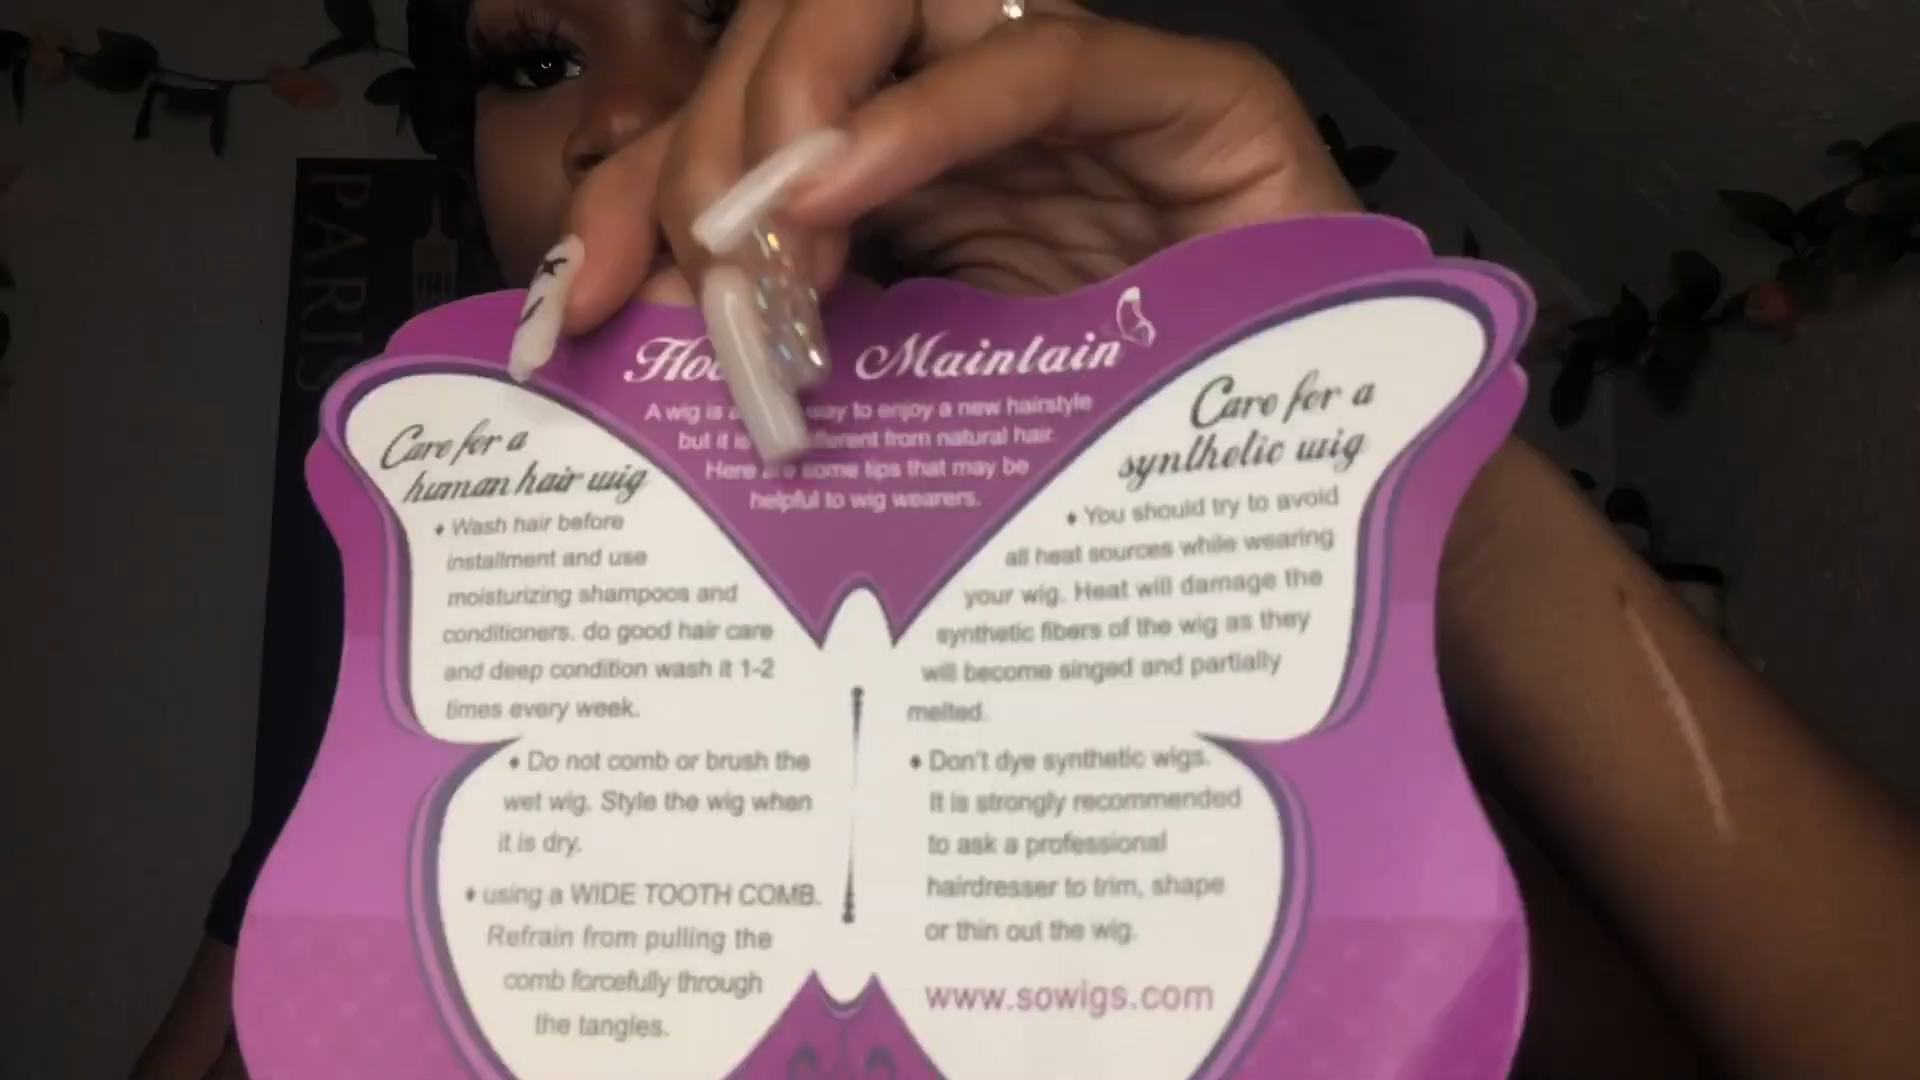 PARIS
Maintain
A wig is way to enjoy a new hairstyle
but it is from natural hair.
Here are some tips that may be
helpful to wig wearers.
Care for a
human hair wig
♦ Wash hair before
installment and use
moisturizing shampoos and
conditioners. do good hair care
and deep condition wash it 1-2
times every week.
♦ Do not comb or brush the
wet wig. Style the wig when
it is dry.
♦ using a WIDE TOOTH COMB.
Refrain from pulling the
comb forcefully through
the tangles.
Care for a
synthetic wig
♦ You should try to avoid
all heat sources while wearing
your wig. Heat will damage the
synthetic fibers of the wig as they
will become singed and partially
melted.
♦ Don't dye synthetic wigs.
It is strongly recommended
to ask a professional
hairdresser to trim, shape
or thin out the wig.
www.sowigs.com